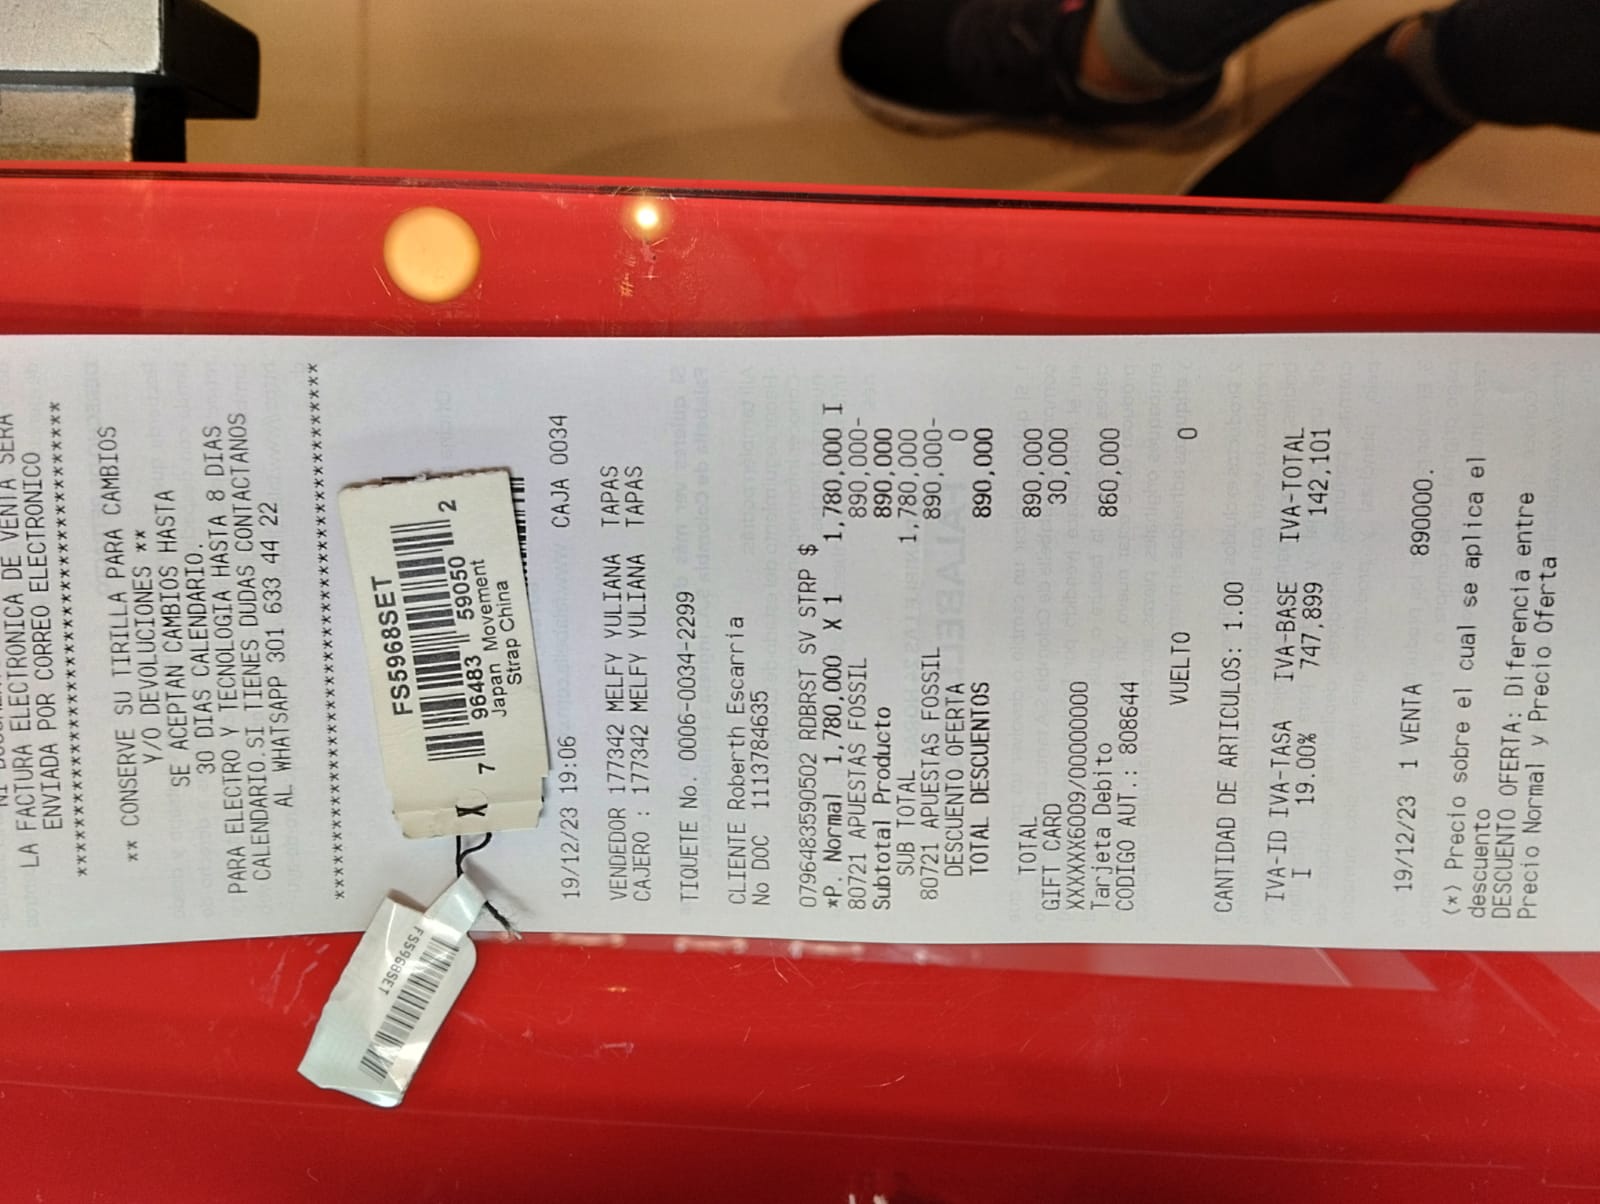 LA FACTURA ELECTRONICA DE VENTA SERA
ENVIADA POR CORREO ELECTRONICO
****************************************
** CONSERVE SU TIRILLA PARA CAMBIOS
Y/O DEVOLUCIONES **
SE ACEPTAN CAMBIOS HASTA
30 DIAS CALENDARIO.
PARA ELECTRO Y TECNOLOGIA HASTA 8 DIAS
CALENDARIO.SI TIENES DUDAS CONTACTANOS
AL WHATSAPP 301 633 44 22
****************************************
FS5968SET
7 96483 59050 2
Japan Movement
Strap China
X
FS5968SET
19/12/23 19:06 CAJA 0034
VENDEDOR 177342 MELFY YULIANA TAPAS
CAJERO : 177342 MELFY YULIANA TAPAS
TIQUETE No. 0006-0034-2299
CLIENTE Roberth Escarria
No DOC 1113784635
0796483590502 RDBRST SV STRP $
*P. Normal 1,780,000 X 1 1,780,000 I
80721 APUESTAS FOSSIL 890,000-
Subtotal Producto 890,000
SUB TOTAL 1,780,000
80721 APUESTAS FOSSIL 890,000-
DESCUENTO OFERTA 0
TOTAL DESCUENTOS 890,000
TOTAL 890,000
GIFT CARD 30,000
XXXXXX6009/00000000
Tarjeta Debito 860,000
CODIGO AUT.: 808644
VUELTO 0
CANTIDAD DE ARTICULOS: 1.00
IVA-ID IVA-TASA IVA-BASE IVA-TOTAL
I 19.00% 747,899 142,101
19/12/23 1 VENTA 890000.
(*) Precio sobre el cual se aplica el
descuento
DESCUENTO OFERTA: Diferencia entre
Precio Normal y Precio Oferta